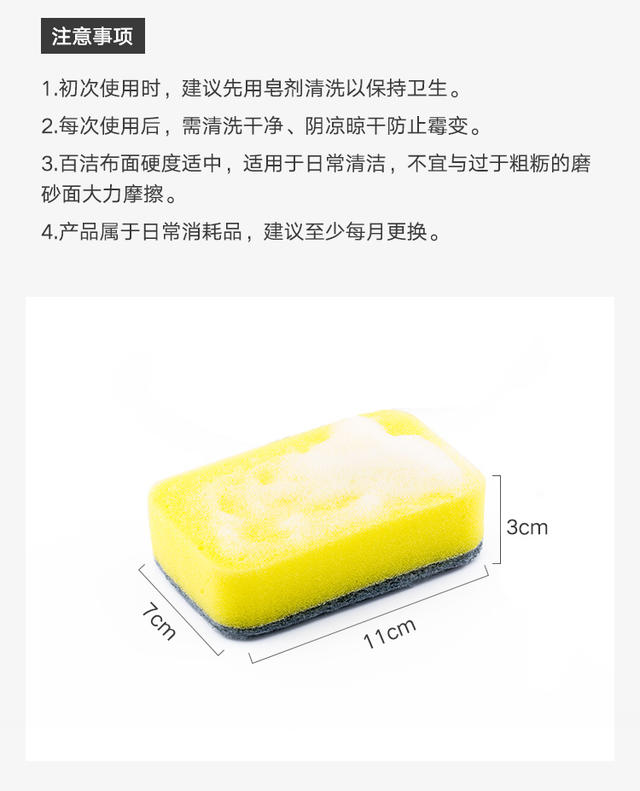 注意事项
1.初次使用时，建议先用皂剂清洗以保持卫生。
2.每次使用后，需清洗干净、阴凉晾干防止霉变。
3.百洁布面硬度适中，适用于日常清洁，不宜与过于粗粝的磨
砂面大力摩擦。
4.产品属于日常消耗品，建议至少每月更换。
3cm
7cm
11cm